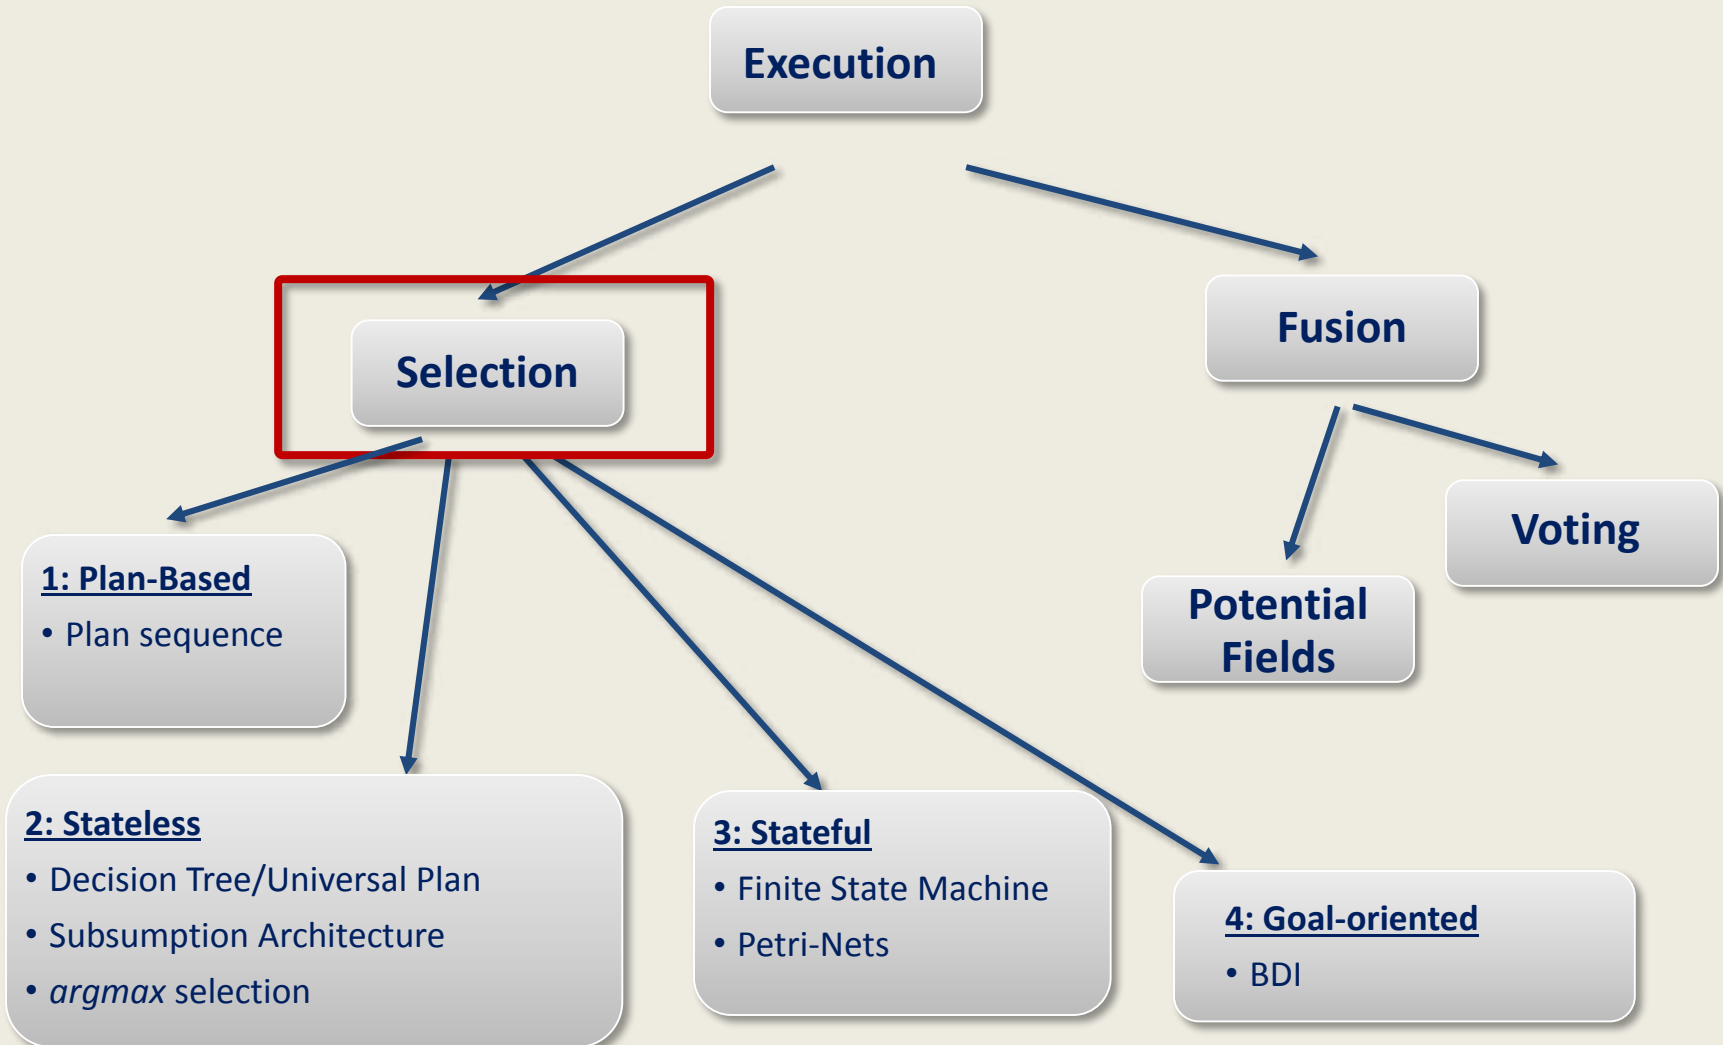 Execution
Selection
Fusion
Voting
Potential
Fields
1: Plan-Based
• Plan sequence
2: Stateless
• Decision Tree/Universal Plan
• Subsumption Architecture
• argmax selection
3: Stateful
• Finite State Machine
• Petri-Nets
4: Goal-oriented
• BDI